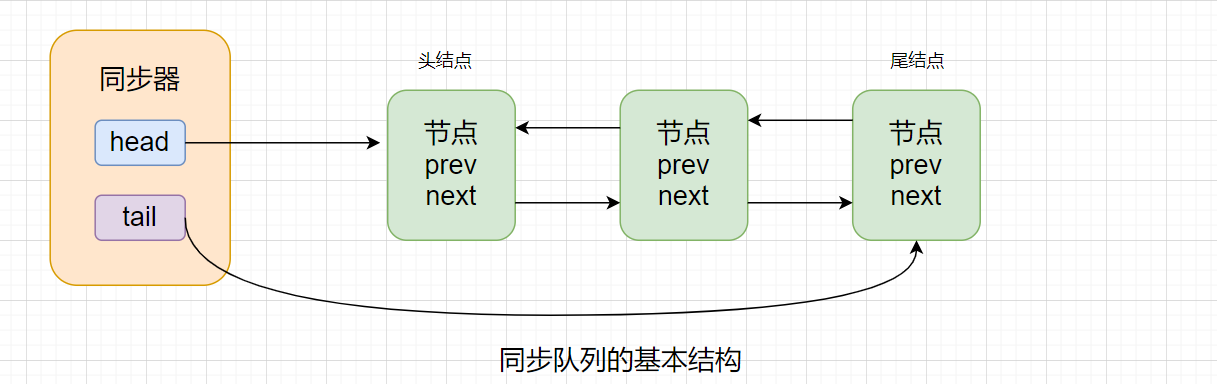 同步器
head
tail
头结点
节点
prev
next
节点
prev
next
尾结点
节点
prev
next
同步队列的基本结构